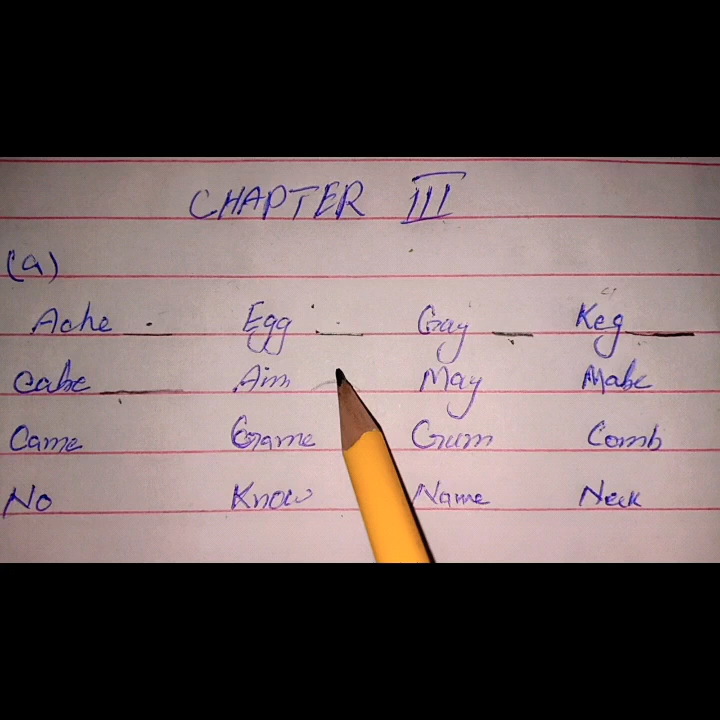 CHAPTER III
(a)
Ache Egg Gay Keg
Cake Aim May Make
Came Game Gum Comb
No Know Name Neck